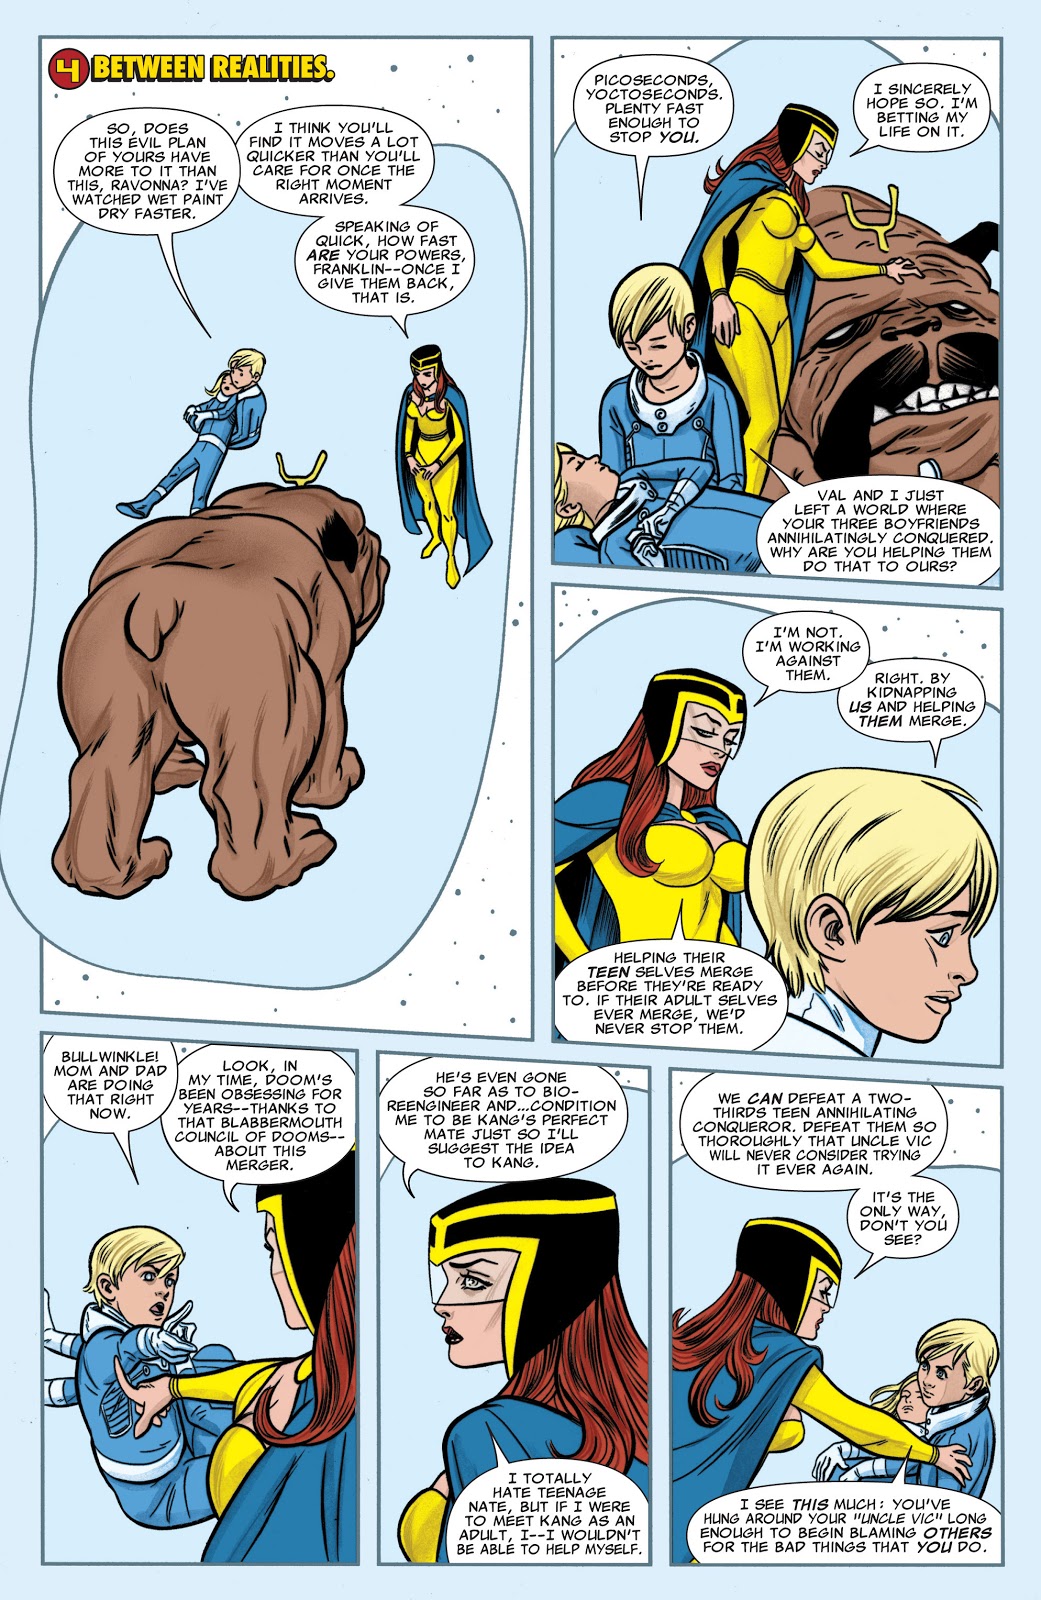 4 BETWEEN REALITIES.
SO, DOES
THIS EVIL PLAN
OF YOURS HAVE
MORE TO IT THAN
THIS, RAVONNA? I'VE
WATCHED WET PAINT
DRY FASTER.
I THINK YOU'LL
FIND IT MOVES A LOT
QUICKER THAN YOU'LL
CARE FOR ONCE THE
RIGHT MOMENT
ARRIVES.
SPEAKING OF
QUICK, HOW FAST
ARE YOUR POWERS,
FRANKLIN--ONCE I
GIVE THEM BACK,
THAT IS.
PICOSECONDS,
YOCTOSECONDS.
PLENTY FAST
ENOUGH TO
STOP YOU.
I SINCERELY
HOPE SO. I'M
BETTING MY
LIFE ON IT.
VAL AND I JUST
LEFT A WORLD WHERE
YOUR THREE BOYFRIENDS
ANNIHILATINGLY CONQUERED.
WHY ARE YOU HELPING THEM
DO THAT TO OURS?
I'M NOT.
I'M WORKING
AGAINST
THEM.
RIGHT. BY
KIDNAPPING
US AND HELPING
THEM MERGE.
HELPING THEIR
TEEN SELVES MERGE
BEFORE THEY'RE READY
TO. IF THEIR ADULT SELVES
EVER MERGE, WE'D
NEVER STOP THEM.
BULLWINKLE!
MOM AND DAD
ARE DOING
THAT RIGHT
NOW.
LOOK, IN
MY TIME, DOOM'S
BEEN OBSESSING FOR
YEARS--THANKS TO
THAT BLABBERMOUTH
COUNCIL OF DOOMS--
ABOUT THIS
MERGER.
HE'S EVEN GONE
SO FAR AS TO BIO-
REENGINEER AND...CONDITION
ME TO BE KANG'S PERFECT
MATE JUST SO I'LL
SUGGEST THE IDEA
TO KANG.
I TOTALLY
HATE TEENAGE
NATE, BUT IF I WERE
TO MEET KANG AS AN
ADULT, I--I WOULDN'T
BE ABLE TO HELP MYSELF.
WE CAN DEFEAT A TWO-
THIRDS TEEN ANNIHILATING
CONQUEROR. DEFEAT THEM SO
THOROUGHLY THAT UNCLE VIC
WILL NEVER CONSIDER TRYING
IT EVER AGAIN.
IT'S THE
ONLY WAY,
DON'T YOU
SEE?
I SEE THIS MUCH: YOU'VE
HUNG AROUND YOUR "UNCLE VIC" LONG
ENOUGH TO BEGIN BLAMING OTHERS
FOR THE BAD THINGS THAT YOU DO.